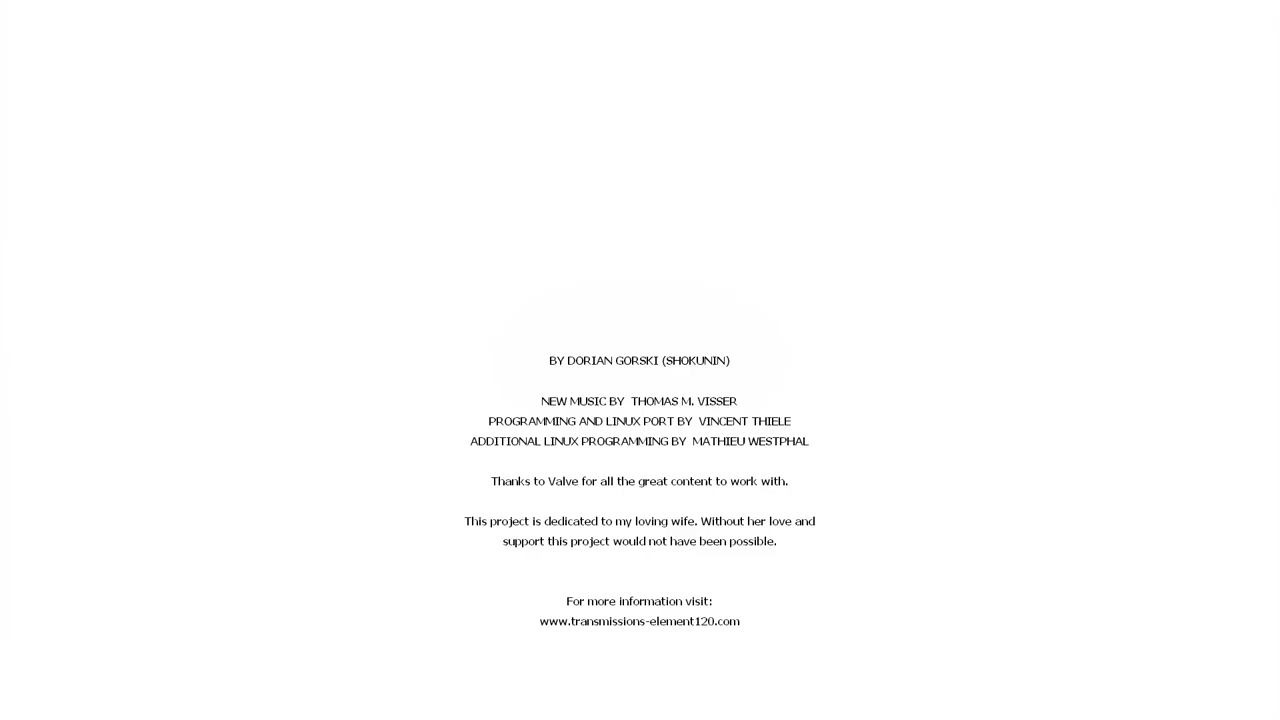 BY DORIAN GORSKI (SHOKUNIN)
NEW MUSIC BY  THOMAS M. VISSER
PROGRAMMING AND LINUX PORT BY  VINCENT THIELE
ADDITIONAL LINUX PROGRAMMING BY  MATHIEU WESTPHAL
Thanks to Valve for all the great content to work with.
This project is dedicated to my loving wife. Without her love and
support this project would not have been possible.
For more information visit:
www.transmissions-element120.com